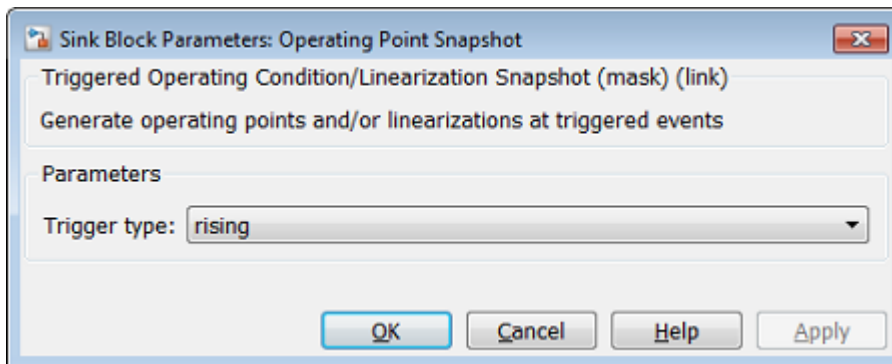 Sink Block Parameters: Operating Point Snapshot
Triggered Operating Condition/Linearization Snapshot (mask) (link)
Generate operating points and/or linearizations at triggered events
Parameters
Trigger type: rising
OK Cancel Help Apply